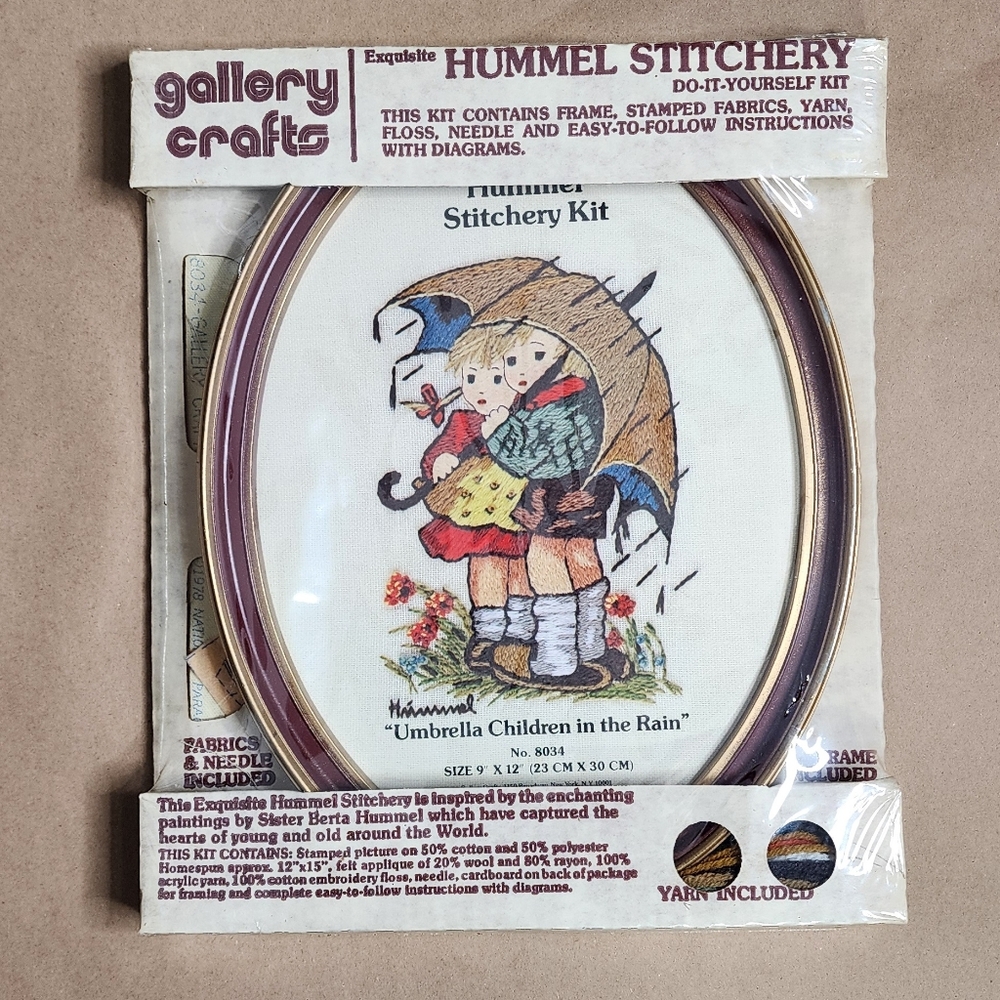 gallery
crafts
Exquisite HUMMEL STITCHERY
DO-IT-YOURSELF KIT
THIS KIT CONTAINS FRAME, STAMPED FABRICS, YARN,
FLOSS, NEEDLE AND EASY-TO-FOLLOW INSTRUCTIONS
WITH DIAGRAMS.
Hummel
Stitchery Kit
8034-GALLERY
1978 NATIO
PARA
Hummel
"Umbrella Children in the Rain"
No. 8034
SIZE 9" X 12" (23 CM X 30 CM)
FABRICS
& NEEDLE
INCLUDED
FRAME
INCLUDED
This Exquisite Hummel Stitchery is inspired by the enchanting
paintings by Sister Berta Hummel which have captured the
hearts of young and old around the World.
THIS KIT CONTAINS: Stamped picture on 50% cotton and 50% polyester
Homespun approx. 12"x15", felt applique of 20% wool and 80% rayon, 100%
acrylic yarn, 100% cotton embroidery floss, needle, cardboard on back of package
for framing and complete easy-to-follow instructions with diagrams.
YARN INCLUDED